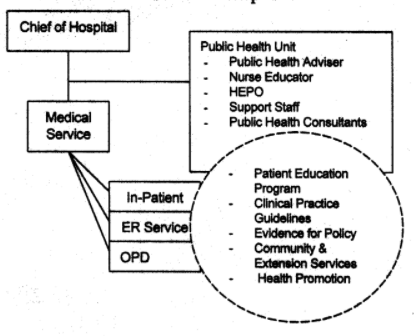 Chief of Hospital
Public Health Unit
- Public Health Adviser
- Nurse Educator
- HEPO
- Support Staff
- Public Health Consultants
Medical
Service
In-Patient
ER Service
OPD
- Patient Education
Program
- Clinical Practice
Guidelines
- Evidence for Policy
- Community &
Extension Services
- Health Promotion